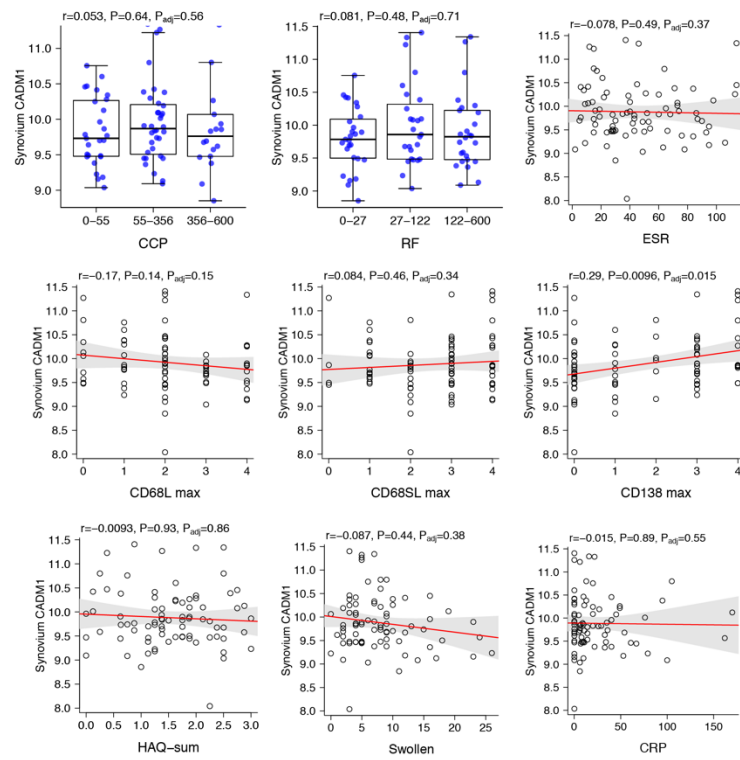 r=0.053, P=0.64, Padj=0.56
11.0
10.5
10.0
9.5
9.0
Synovium CADM1
0−55 55−356 356−600
CCP
r=0.081, P=0.48, Padj=0.71
11.0
10.5
10.0
9.5
9.0
Synovium CADM1
0−27 27−122 122−600
RF
r=−0.078, P=0.49, Padj=0.37
11.5
11.0
10.5
10.0
9.5
9.0
8.5
8.0
Synovium CADM1
0 20 40 60 80 100
ESR
r=−0.17, P=0.14, Padj=0.15
11.5
11.0
10.5
10.0
9.5
9.0
8.5
8.0
Synovium CADM1
0 1 2 3 4
CD68L max
r=0.084, P=0.46, Padj=0.34
11.5
11.0
10.5
10.0
9.5
9.0
8.5
8.0
Synovium CADM1
0 1 2 3 4
CD68SL max
r=0.29, P=0.0096, Padj=0.015
11.5
11.0
10.5
10.0
9.5
9.0
8.5
8.0
Synovium CADM1
0 1 2 3 4
CD138 max
r=−0.0093, P=0.93, Padj=0.86
11.5
11.0
10.5
10.0
9.5
9.0
8.5
8.0
Synovium CADM1
0.0 0.5 1.0 1.5 2.0 2.5 3.0
HAQ−sum
r=−0.087, P=0.44, Padj=0.38
11.5
11.0
10.5
10.0
9.5
9.0
8.5
8.0
Synovium CADM1
0 5 10 15 20 25
Swollen
r=−0.015, P=0.89, Padj=0.55
11.5
11.0
10.5
10.0
9.5
9.0
8.5
8.0
Synovium CADM1
0 50 100 150
CRP